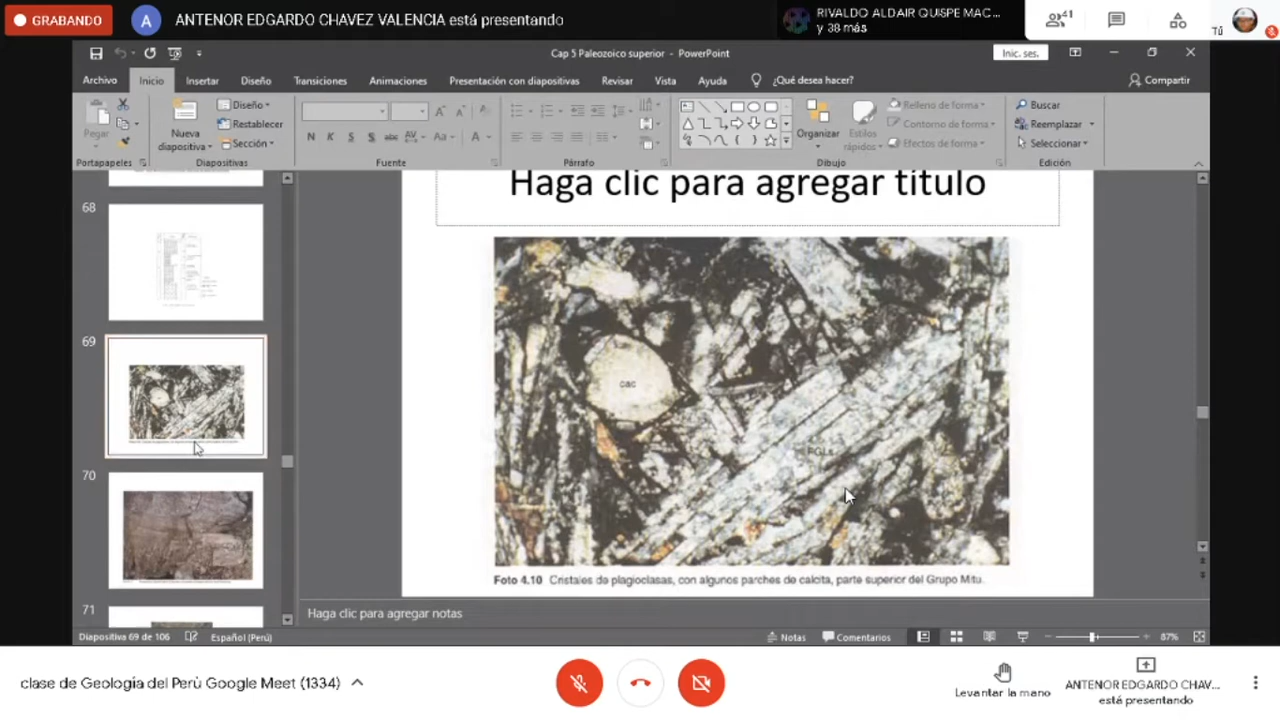 GRABANDO
A
ANTENOR EDGARDO CHAVEZ VALENCIA está presentando
RIVALDO ALDAIR QUISPE MAC...
y 38 más
41
Tú
Cap 5 Paleozoico superior - PowerPoint
Inic. ses.
Archivo
Inicio
Insertar
Diseño
Transiciones
Animaciones
Presentación con diapositivas
Revisar
Vista
Ayuda
¿Qué desea hacer?
Compartir
Pegar
Nueva
diapositiva
Diseño
Restablecer
Sección
N K S S abc AV Aa A
Organizar
Estilos
rápidos
Relleno de forma
Contorno de forma
Efectos de forma
Buscar
Reemplazar
Seleccionar
Portapapeles
Diapositivas
Fuente
Párrafo
Dibujo
Edición
68
69
70
71
Haga clic para agregar título
cac
PGLs
Foto 4.10 Cristales de plagioclasas, con algunos parches de calcita, parte superior del Grupo Mitu.
Haga clic para agregar notas
Diapositiva 69 de 106
Español (Perú)
Notas
Comentarios
87%
clase de Geología del Perú Google Meet (1334)
Levantar la mano
ANTENOR EDGARDO CHAV...
está presentando